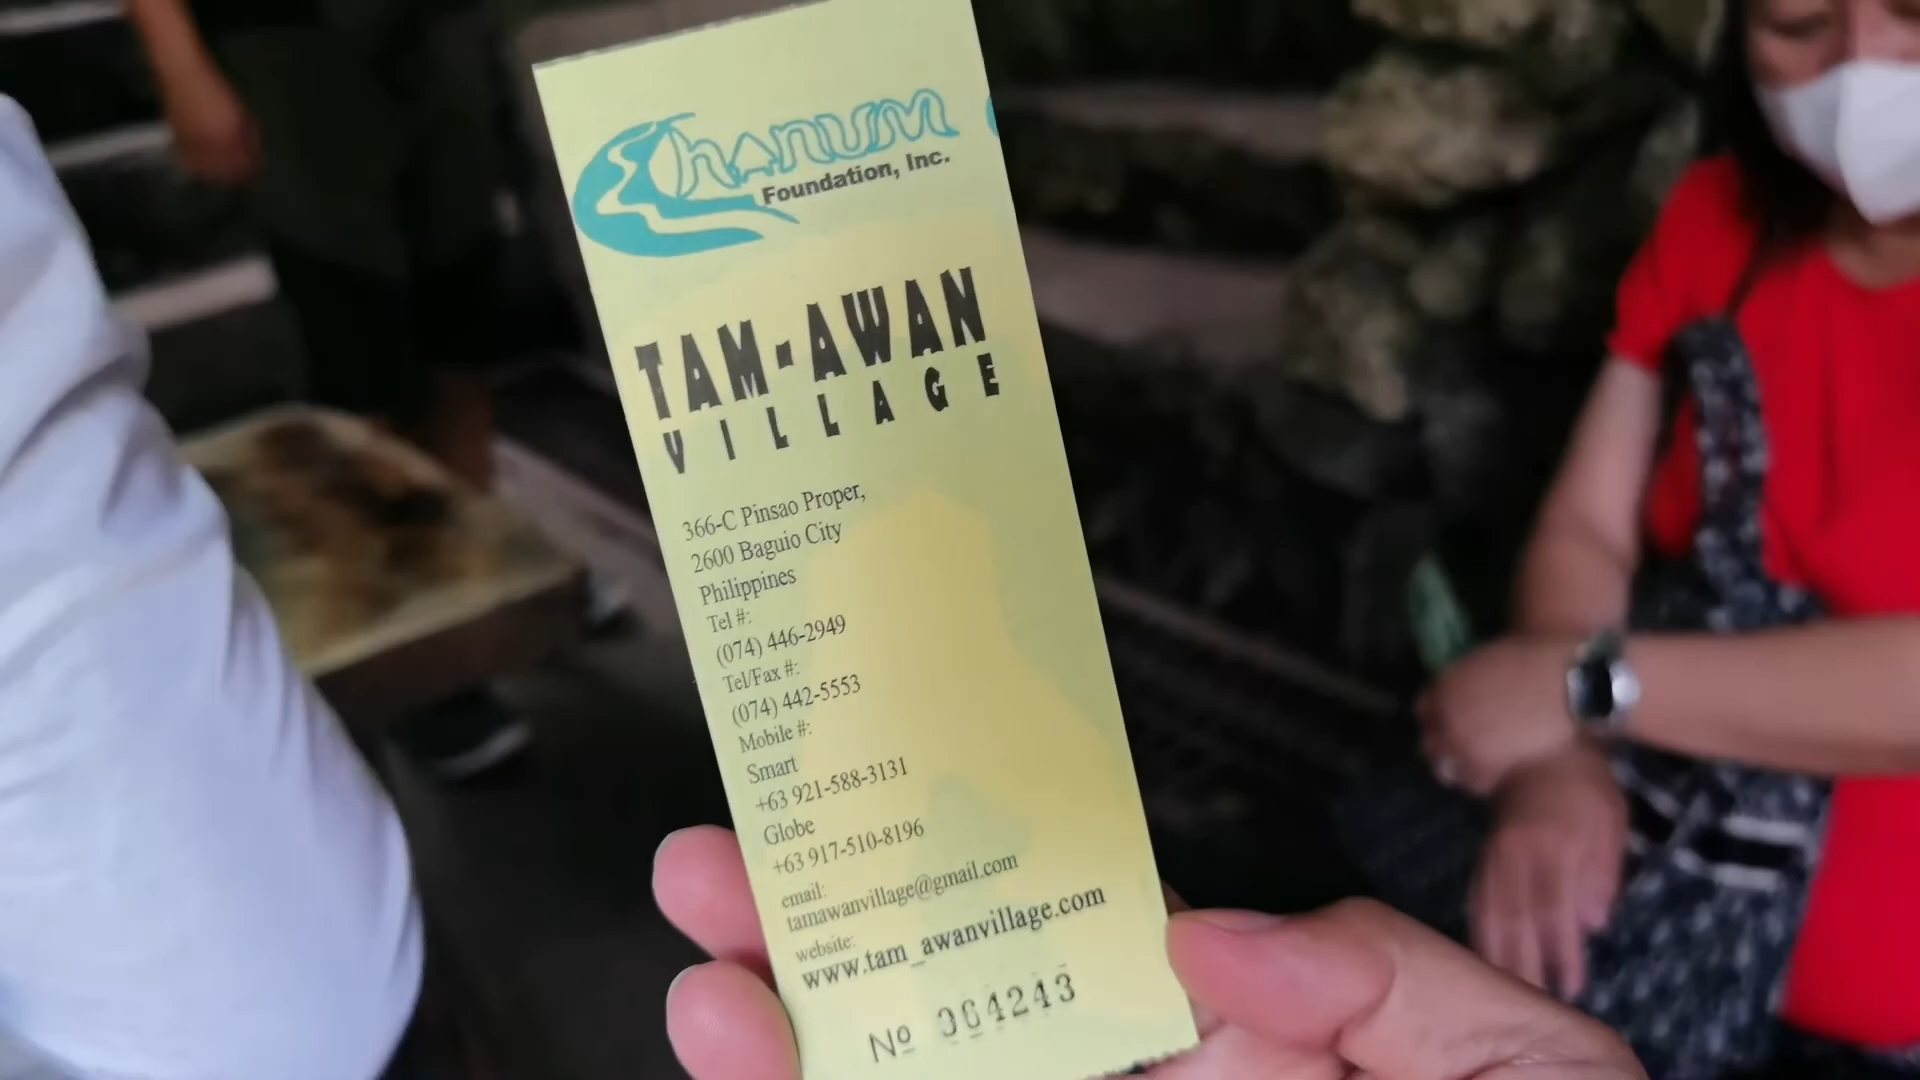 Chanum
Foundation, Inc.
TAM-AWAN
VILLAGE
366-C Pinsao Proper,
2600 Baguio City
Philippines
Tel #:
(074) 446-2949
Tel/Fax #:
(074) 442-5553
Mobile #:
Smart
+63 921-588-3131
Globe
+63 917-510-8196
email:
tamawanvillage@gmail.com
website:
www.tam_awanvillage.com
Nº 064243